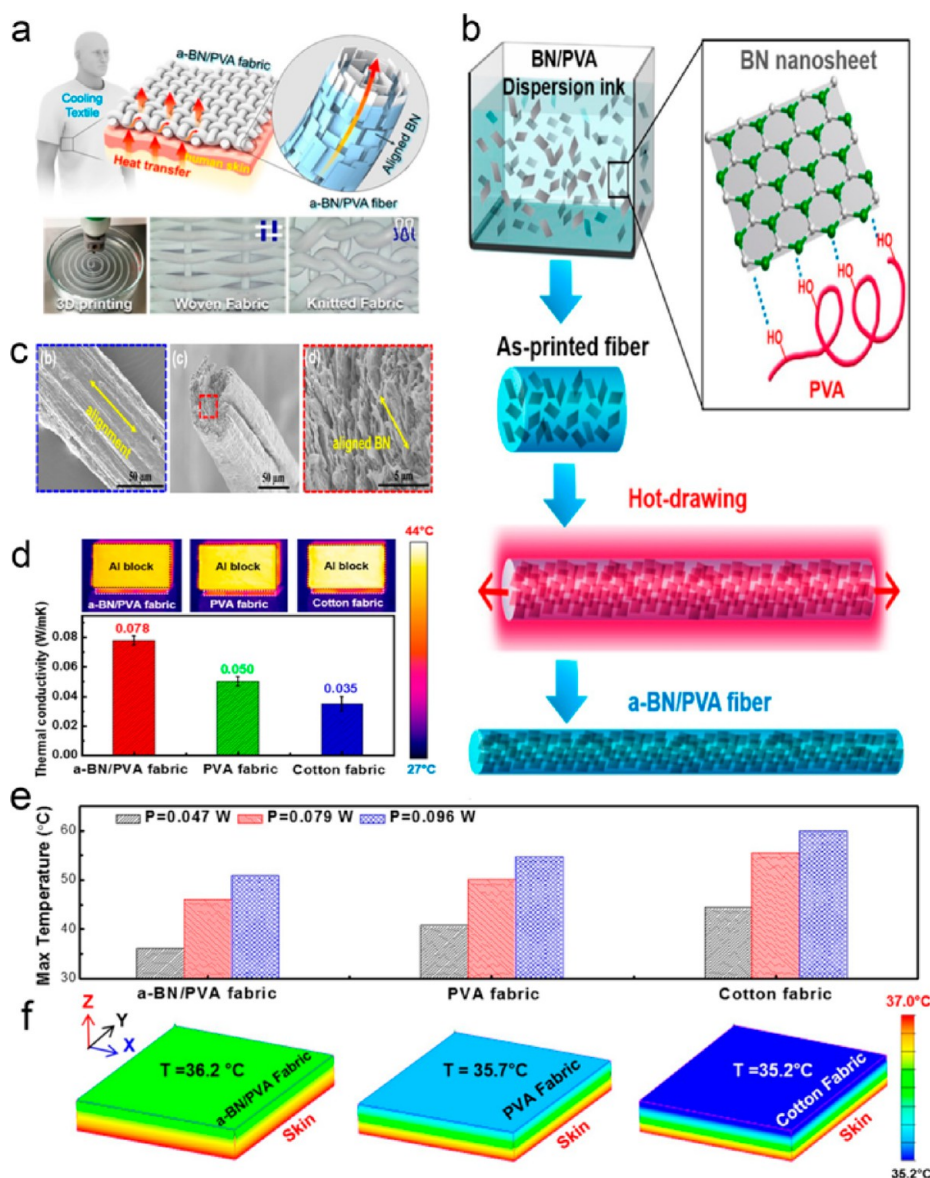 a
a-BN/PVA fabric
Cooling
Textile
Aligned BN
Heat transfer
human skin
a-BN/PVA fiber
3D printing
Woven Fabric
Knitted Fabric
b
BN/PVA
Dispersion ink
BN nanosheet
HO
HO
HO
HO
PVA
As-printed fiber
Hot-drawing
a-BN/PVA fiber
c
(b)
alignment
50 μm
(c)
50 μm
(d)
aligned BN
5 μm
d
44°C
Al block
Al block
Al block
a-BN/PVA fabric
PVA fabric
Cotton fabric
27°C
Thermal conductivity (W/mK)
0.08
0.06
0.04
0.02
0.00
0.078
0.050
0.035
a-BN/PVA fabric
PVA fabric
Cotton fabric
e
P=0.047 W
P=0.079 W
P=0.096 W
Max Temperature (°C)
60
50
40
30
a-BN/PVA fabric
PVA fabric
Cotton fabric
f
Z
Y
X
T =36.2 °C
a-BN/PVA Fabric
Skin
T = 35.7°C
PVA Fabric
Skin
T =35.2°C
Cotton Fabric
Skin
37.0°C
35.2°C